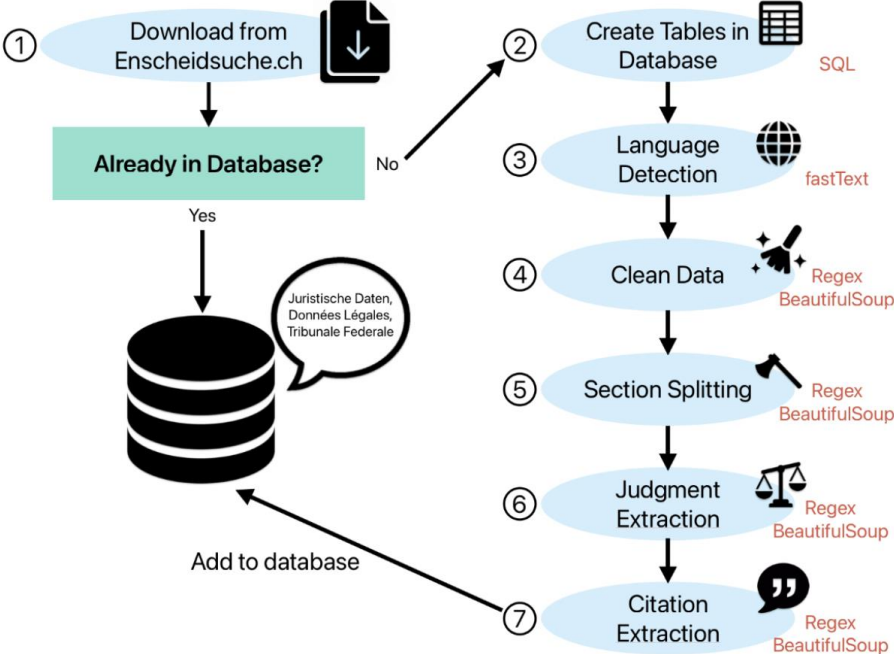 1
Download from
Enscheidsuche.ch
Already in Database?
No
Yes
Juristische Daten,
Données Légales,
Tribunale Federale
Add to database
2
Create Tables in
Database
SQL
3
Language
Detection
fastText
4
Clean Data
Regex
BeautifulSoup
5
Section Splitting
Regex
BeautifulSoup
6
Judgment
Extraction
Regex
BeautifulSoup
7
Citation
Extraction
Regex
BeautifulSoup